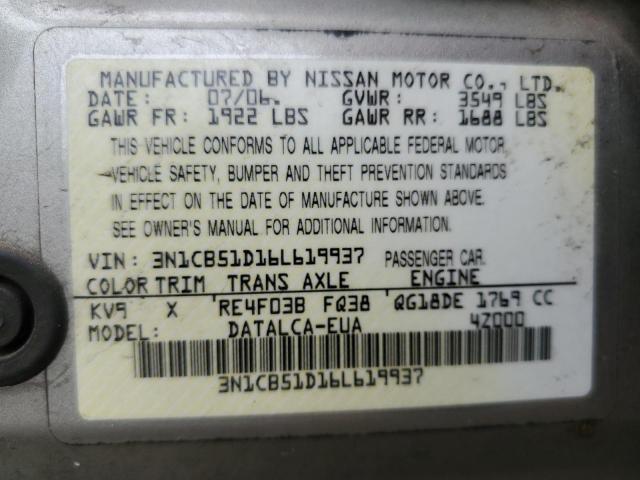 MANUFACTURED BY NISSAN MOTOR CO., LTD.
DATE: 07/06. GVWR: 3549 LBS
GAWR FR: 1922 LBS GAWR RR: 1688 LBS
THIS VEHICLE CONFORMS TO ALL APPLICABLE FEDERAL MOTOR
VEHICLE SAFETY, BUMPER AND THEFT PREVENTION STANDARDS
IN EFFECT ON THE DATE OF MANUFACTURE SHOWN ABOVE.
SEE OWNER'S MANUAL FOR ADDITIONAL INFORMATION.
VIN: 3N1CB51D16L619937 PASSENGER CAR.
COLOR TRIM TRANS AXLE ENGINE
KV9 X RE4F03B FQ38 QG18DE 1769 CC
MODEL: DATALCA-EUA 4Z000
3N1CB51D16L619937